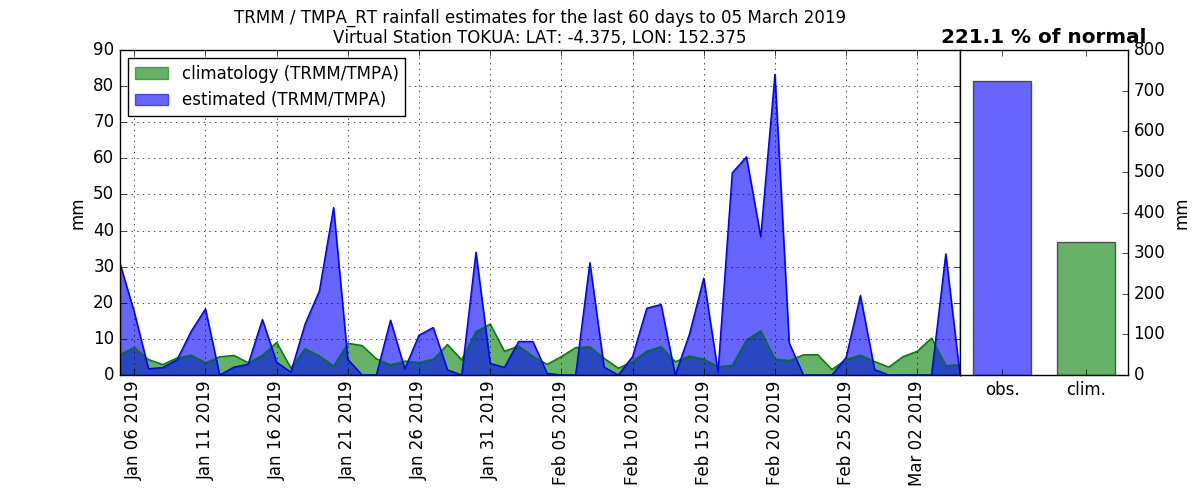 TRMM / TMPA_RT rainfall estimates for the last 60 days to 05 March 2019
Virtual Station TOKUA: LAT: -4.375, LON: 152.375
221.1 % of normal
climatology (TRMM/TMPA)
estimated (TRMM/TMPA)
90
80
70
60
50
40
30
20
10
0
mm
Jan 06 2019
Jan 11 2019
Jan 16 2019
Jan 21 2019
Jan 26 2019
Jan 31 2019
Feb 05 2019
Feb 10 2019
Feb 15 2019
Feb 20 2019
Feb 25 2019
Mar 02 2019
obs.
clim.
800
700
600
500
400
300
200
100
0
mm